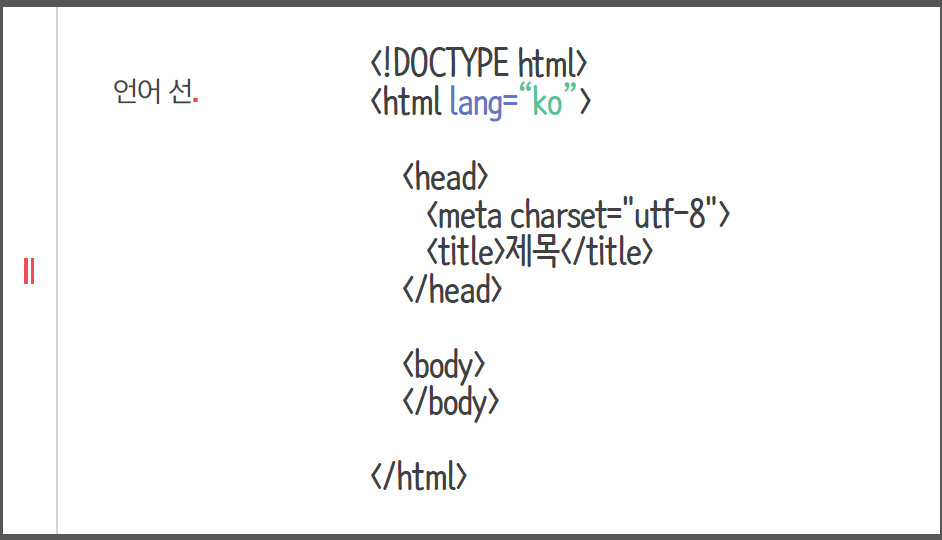 언어 선.
<!DOCTYPE html>
<html lang=“ko”>
<head>
<meta charset="utf-8">
<title>제목</title>
</head>
<body>
</body>
</html>